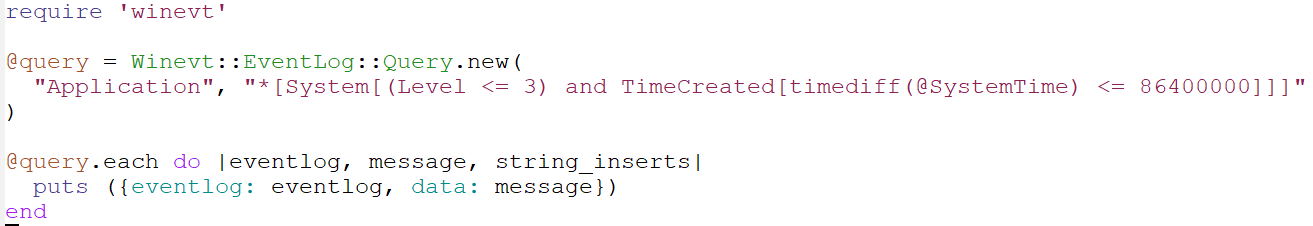 require 'winevt'

@query = Winevt::EventLog::Query.new(
  "Application", "*[System[(Level <= 3) and TimeCreated[timediff(@SystemTime) <= 86400000]]]"
)

@query.each do |eventlog, message, string_inserts|
  puts ({eventlog: eventlog, data: message})
end